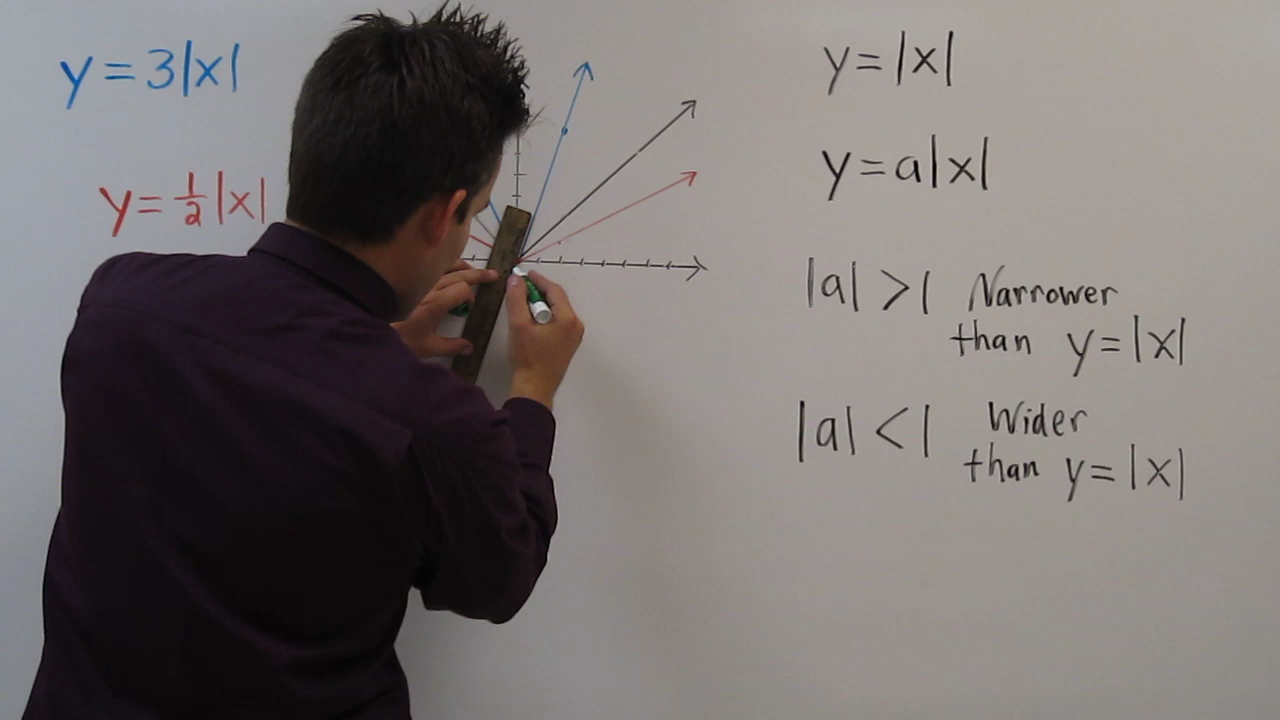 y = 3|x|
y = 1/2 |x|
y = |x|
y = a|x|
|a| > 1 Narrower
than y = |x|
|a| < 1 Wider
than y = |x|